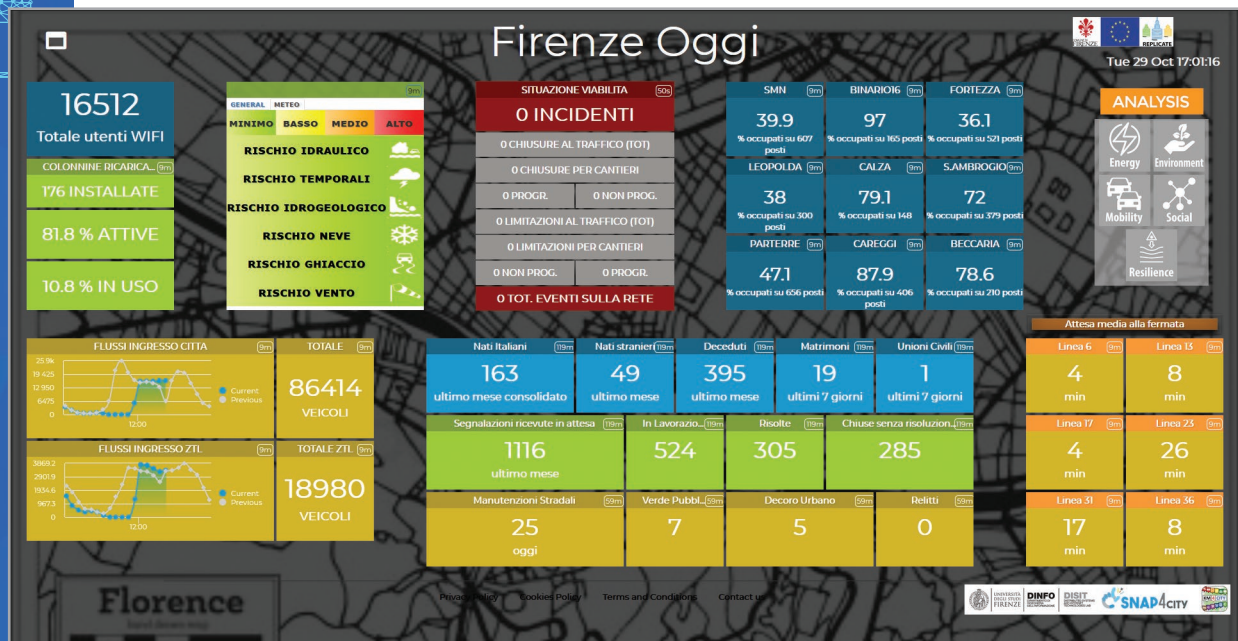 Firenze Oggi
COMUNE DI FIRENZE
REPLICATE
Tue 29 Oct 17:01:16
16512
Totale utenti WIFI
COLONNINE RICARICA... 9m
176 INSTALLATE
81.8 % ATTIVE
10.8 % IN USO
9m
GENERAL METEO
MINIMO BASSO MEDIO ALTO
RISCHIO IDRAULICO
RISCHIO TEMPORALI
RISCHIO IDROGEOLOGICO
RISCHIO NEVE
RISCHIO GHIACCIO
RISCHIO VENTO
SITUAZIONE VIABILITA 50s
0 INCIDENTI
0 CHIUSURE AL TRAFFICO (TOT)
0 CHIUSURE PER CANTIERI
0 PROGR. 0 NON PROG.
0 LIMITAZIONI AL TRAFFICO (TOT)
0 LIMITAZIONI PER CANTIERI
0 NON PROG. 0 PROGR.
0 TOT. EVENTI SULLA RETE
SMN 9m
39.9
% occupati su 607
posti
BINARIO16 9m
97
% occupati su 165 posti
FORTEZZA 9m
36.1
% occupati su 521 posti
LEOPOLDA 9m
38
% occupati su 300
posti
CALZA 9m
79.1
% occupati su 148
S.AMBROGIO 9m
72
% occupati su 379 posti
PARTERRE 9m
47.1
% occupati su 656 posti
CAREGGI 9m
87.9
% occupati su 406
posti
BECCARIA 9m
78.6
% occupati su 210 posti
ANALYSIS
Energy Environment
Mobility Social
Resilience
FLUSSI INGRESSO CITTA 9m
25.9k
19 425
12 950
6475
0
12:00
Current
Previous
TOTALE 9m
86414
VEICOLI
FLUSSI INGRESSO ZTL 9m
3869.2
2901.9
1934.6
967.3
0
12:00
Current
Previous
TOTALE ZTL 9m
18980
VEICOLI
Nati Italiani 119m
163
ultimo mese consolidato
Nati stranieri 119m
49
ultimo mese
Deceduti 119m
395
ultimo mese
Matrimoni 119m
19
ultimi 7 giorni
Unioni Civili 119m
1
ultimi 7 giorni
Segnalazioni ricevute in attesa 119m
1116
ultimo mese
In Lavorazio... 119m
524
Risolte 119m
305
Chiuse senza risoluzion... 119m
285
Manutenzioni Stradali 59m
25
oggi
Verde Pubbl... 59m
7
Decoro Urbano 59m
5
Relitti 59m
0
Attesa media alla fermata
Linea 6 9m
4
min
Linea 13 9m
8
min
Linea 17 9m
4
min
Linea 23 9m
26
min
Linea 31 9m
17
min
Linea 36 9m
8
min
Florence
hand drawn map
Privacy Policy Cookies Policy Terms and Conditions Contact us
UNIVERSITÀ
DEGLI STUDI
FIRENZE
DINFO
DISIT
SNAP4CITY